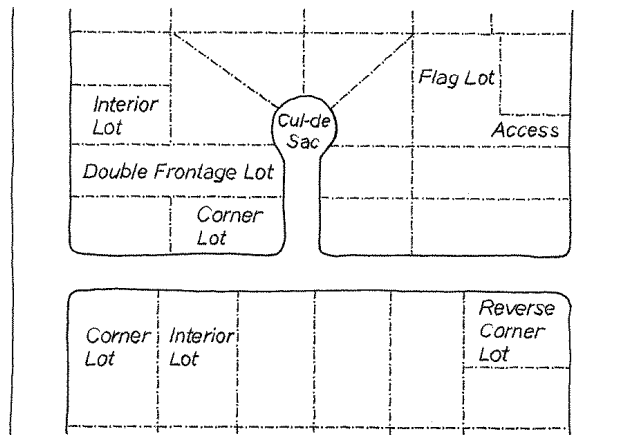 Flag Lot
Interior
Lot
Cul-de
Sac
Access
Double Frontage Lot
Corner
Lot
Corner
Lot
Interior
Lot
Reverse
Corner
Lot